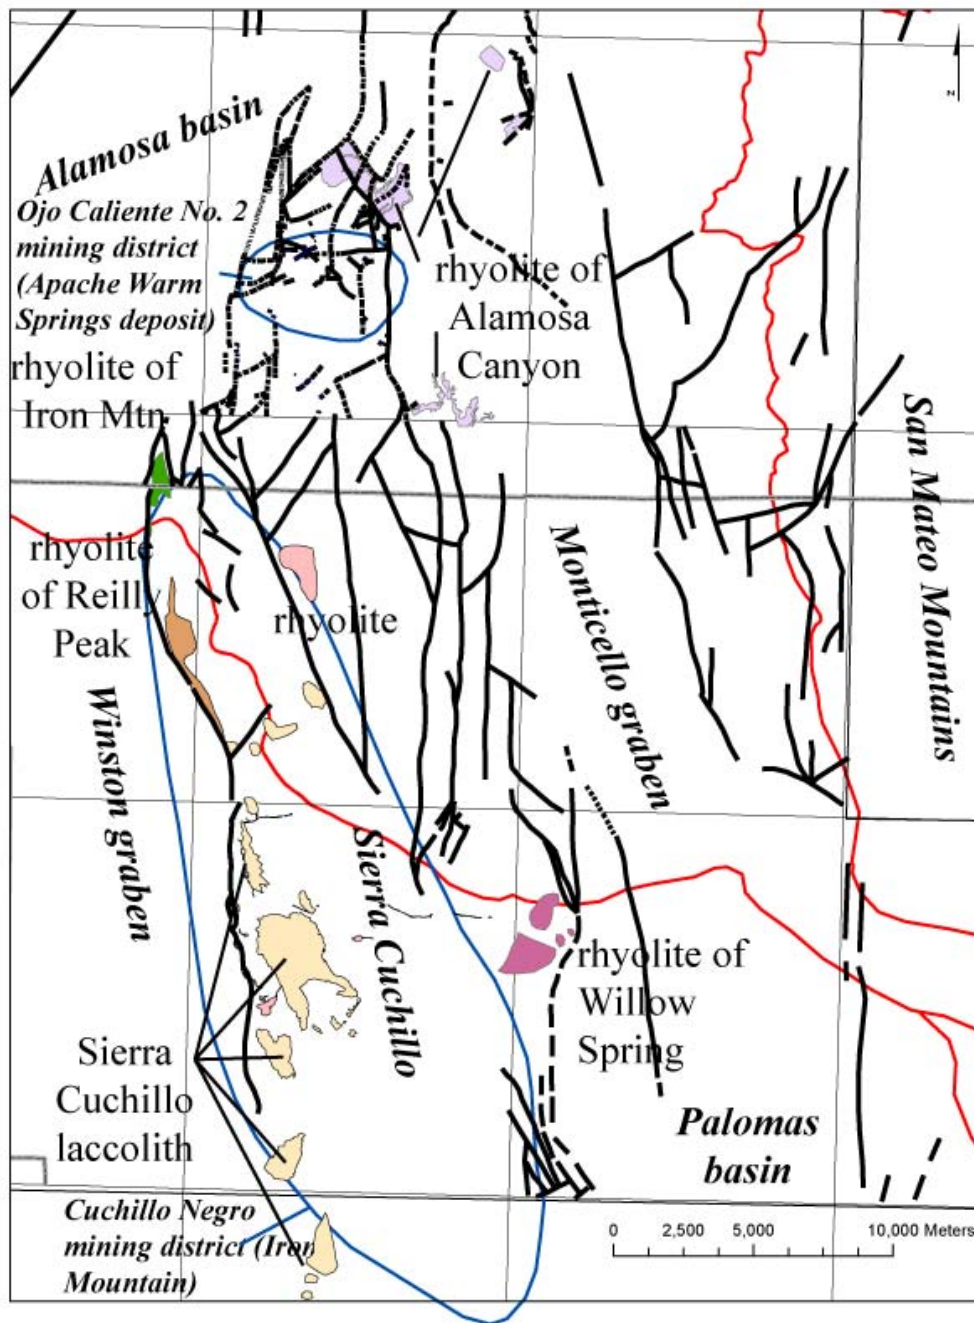 Alamosa basin
Ojo Caliente No. 2
mining district
(Apache Warm
Springs deposit)
rhyolite of
Iron Mtn.
rhyolite of
Alamosa
Canyon
N
San Mateo Mountains
rhyolite
of Reilly
Peak
rhyolite
Monticello graben
Winston graben
Sierra Cuchillo
rhyolite of
Willow
Spring
Sierra
Cuchillo
laccolith
Palomas
basin
Cuchillo Negro
mining district (Iron
Mountain)
0 2,500 5,000 10,000 Meters